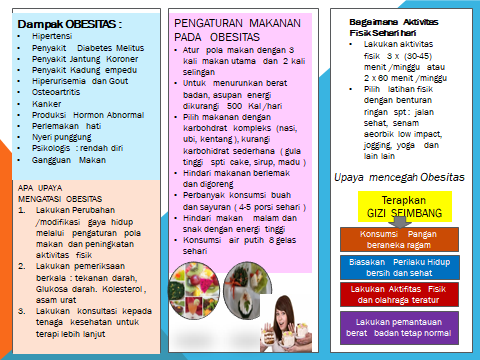 Dampak OBESITAS :
• Hipertensi
• Penyakit Diabetes Melitus
• Penyakit Jantung Koroner
• Penyakit Kadung empedu
• Hiperurisemia dan Gout
• Osteoartritis
• Kanker
• Produksi Hormon Abnormal
• Perlemakan hati
• Nyeri punggung
• Psikologis : rendah diri
• Gangguan Makan
APA UPAYA
MENGATASI OBESITAS
1. Lakukan Perubahan
/modifikasi gaya hidup
melalui pengaturan pola
makan dan peningkatan
aktivitas fisik
2. Lakukan pemeriksaan
berkala : tekanan darah,
Glukosa darah. Kolesterol ,
asam urat
3. Lakukan konsultasi kepada
tenaga kesehatan untuk
terapi lebih lanjut
PENGATURAN MAKANAN
PADA OBESITAS
• Atur pola makan dengan 3
kali makan utama dan 2 kali
selingan
• Untuk menurunkan berat
badan, asupan energi
dikurangi 500 Kal /hari
• Pilih makanan dengan
karbohdrat kompleks (nasi,
ubi, kentang ), kurangi
karbohidrat sederhana ( gula
tinggi spti cake, sirup, madu )
• Hindari makanan berlemak
dan digoreng
• Perbanyak konsumsi buah
dan sayuran ( 4-5 porsi sehari )
• Hindari makan malam dan
snak dengan energi tinggi
• Konsumsi air putih 8 gelas
sehari
Bagaimana Aktivitas
Fisik Sehari hari
• Lakukan aktivitas
fisik 3 x (30-45)
menit /minggu atau
2 x 60 menit /minggu
• Pilih latihan fisik
dengan benturan
ringan spt : jalan
sehat, senam
aeorbik low impact,
jogging, yoga dan
lain lain
Upaya mencegah Obesitas
Terapkan
GIZI SEIMBANG
Konsumsi Pangan
beraneka ragam
Biasakan Perilaku Hidup
bersih dan sehat
Lakukan Aktifitas Fisik
dan olahraga teratur
Lakukan pemantauan
berat badan tetap normal